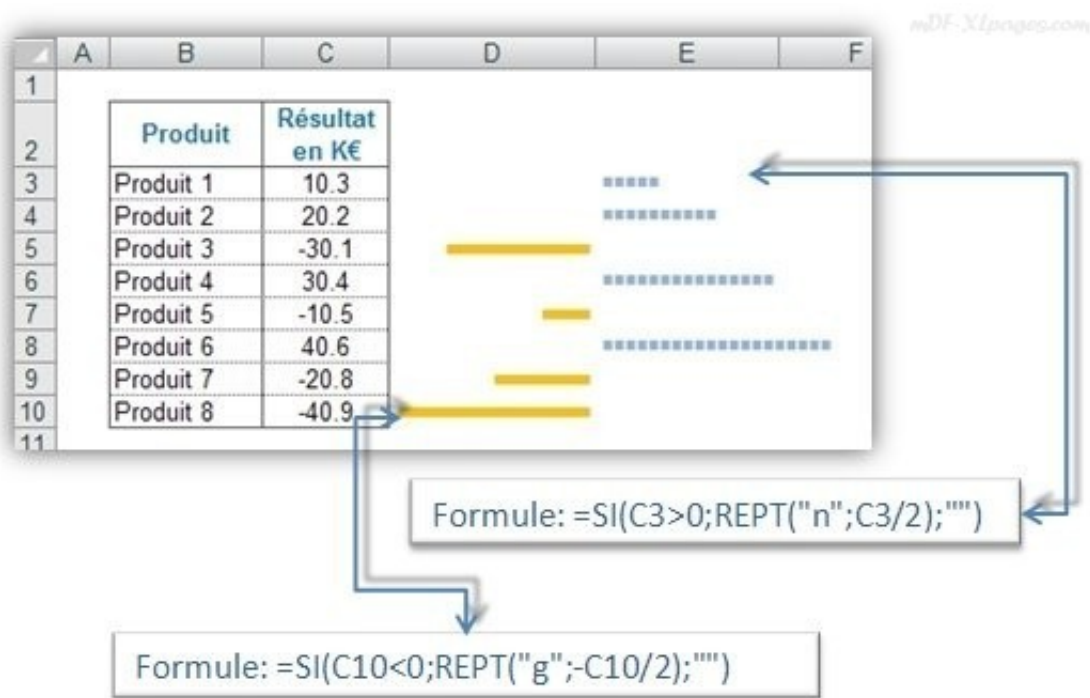 mDF-XLpages.com
A B C D E F
1
2 Produit Résultat en K€
3 Produit 1 10.3
4 Produit 2 20.2
5 Produit 3 -30.1
6 Produit 4 30.4
7 Produit 5 -10.5
8 Produit 6 40.6
9 Produit 7 -20.8
10 Produit 8 -40.9
11
Formule: =SI(C3>0;REPT("n";C3/2);"")
Formule: =SI(C10<0;REPT("g";-C10/2);"")